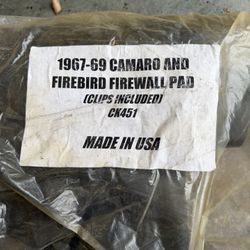 1967-69 CAMARO AND
FIREBIRD FIREWALL PAD
(CLIPS INCLUDED)
CK451
MADE IN USA